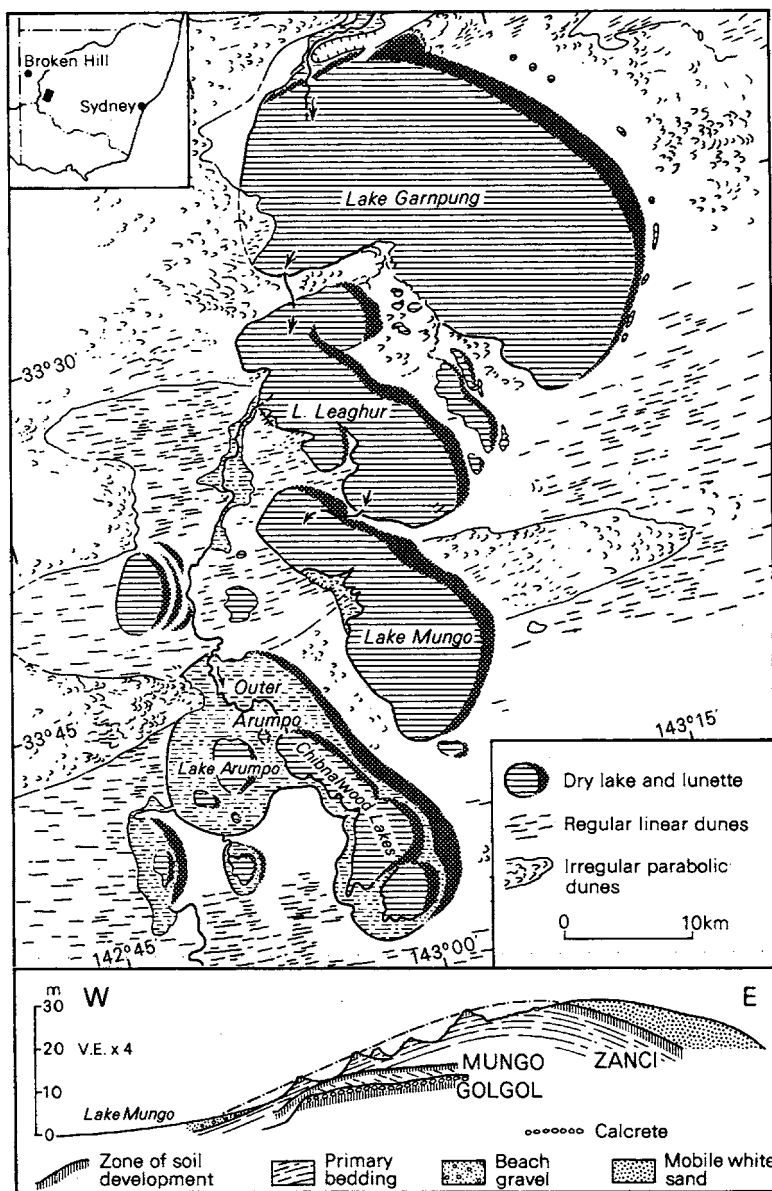 Broken Hill
Sydney
Lake Garnpung
33°30'
L. Leaghur
Lake Mungo
Outer
Arumpo
33°45'
143°15'
Lake Arumpo
Chibnalwood Lakes
Dry lake and lunette
Regular linear dunes
Irregular parabolic
dunes
0 10km
142°45'
143°00'
m W E
30
20 V.E. x 4
10
0
MUNGO ZANCI
GOLGOL
Lake Mungo
Calcrete
Zone of soil
development
Primary
bedding
Beach
gravel
Mobile white
sand